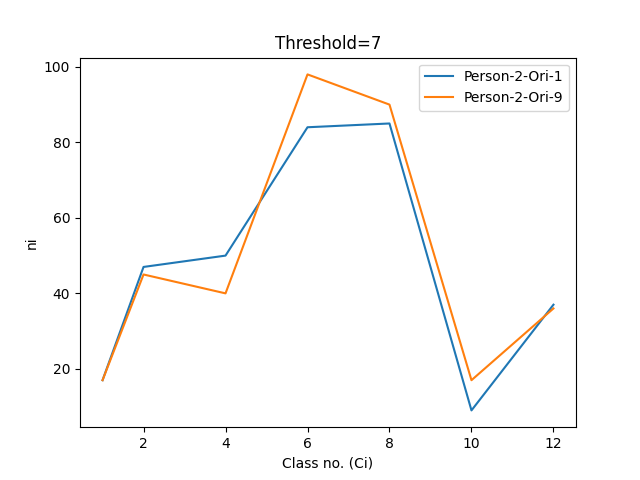 Threshold=7
Person-2-Ori-1
Person-2-Ori-9
ni
100
80
60
40
20
2 4 6 8 10 12
Class no. (Ci)